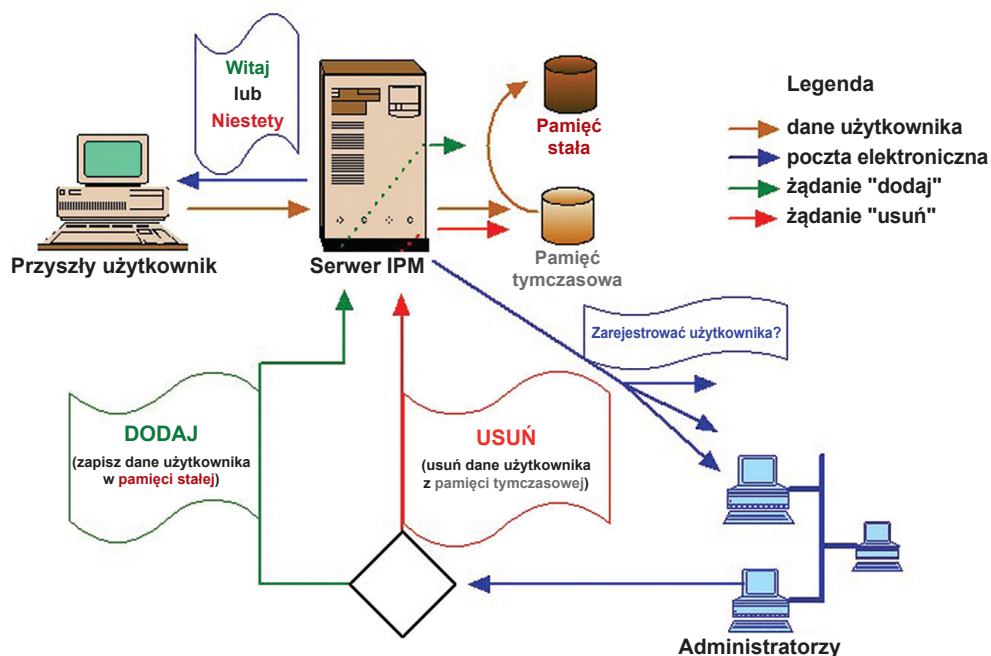 Witaj
lub
Niestety
Pamięć
stała
Legenda
dane użytkownika
poczta elektroniczna
żądanie "dodaj"
żądanie "usuń"
Przyszły użytkownik
Serwer IPM
Pamięć
tymczasowa
Zarejestrować użytkownika?
DODAJ
(zapisz dane użytkownika
w pamięci stałej)
USUŃ
(usuń dane użytkownika
z pamięci tymczasowej)
Administratorzy